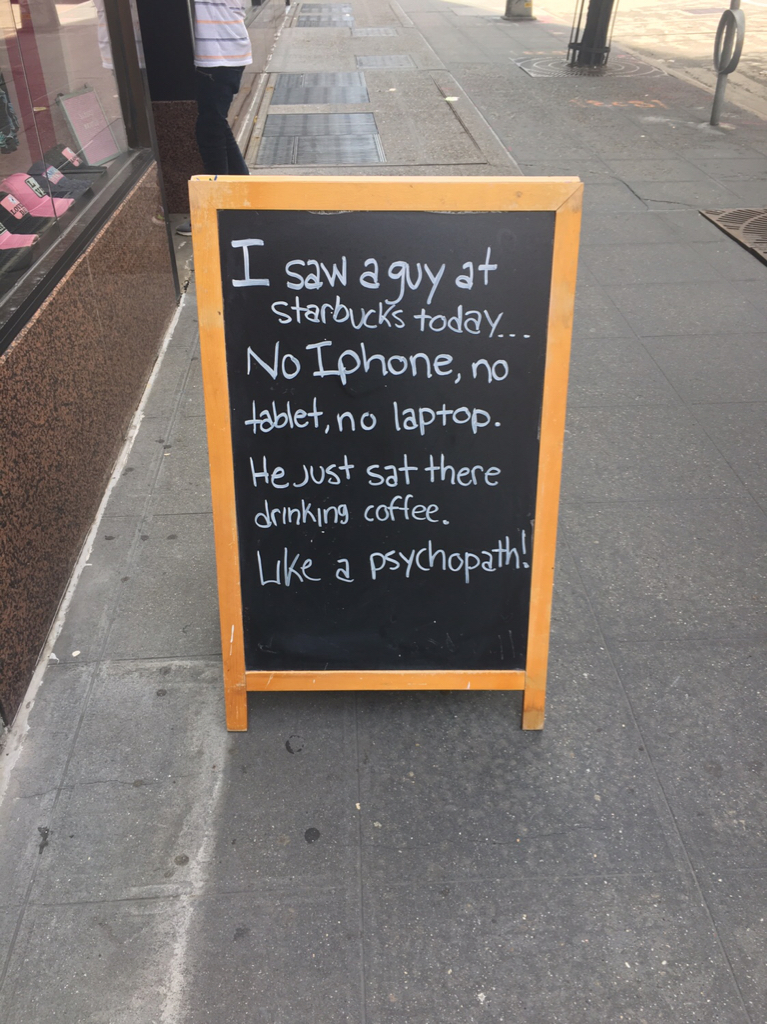 I saw a guy at
starbucks today...
No Iphone, no
tablet, no laptop.
He just sat there
drinking coffee.
Like a psychopath!